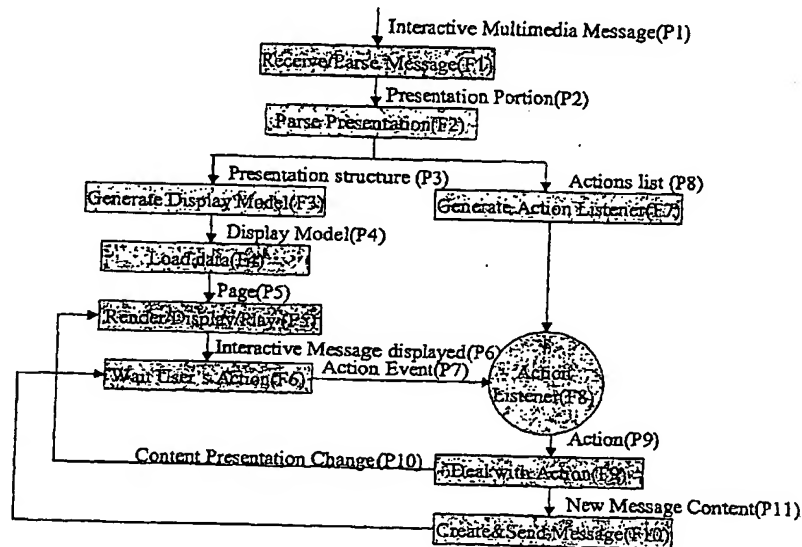 Interactive Multimedia Message(P1)
Receive/Parse Message(F1)
Presentation Portion(P2)
Parse Presentation(F2)
Presentation structure (P3)
Actions list (P8)
Generate Display Model(F3)
Generate Action Listener(F7)
Display Model(P4)
Load data(F4)
Page(P5)
Render/Display/Play(F5)
Interactive Message displayed(P6)
Wait User's Action(F6)
Action Event(P7)
Action
Listener(F8)
Action(P9)
Content Presentation Change(P10)
Deal with Action(F9)
New Message Content(P11)
Create&Send Message(F10)